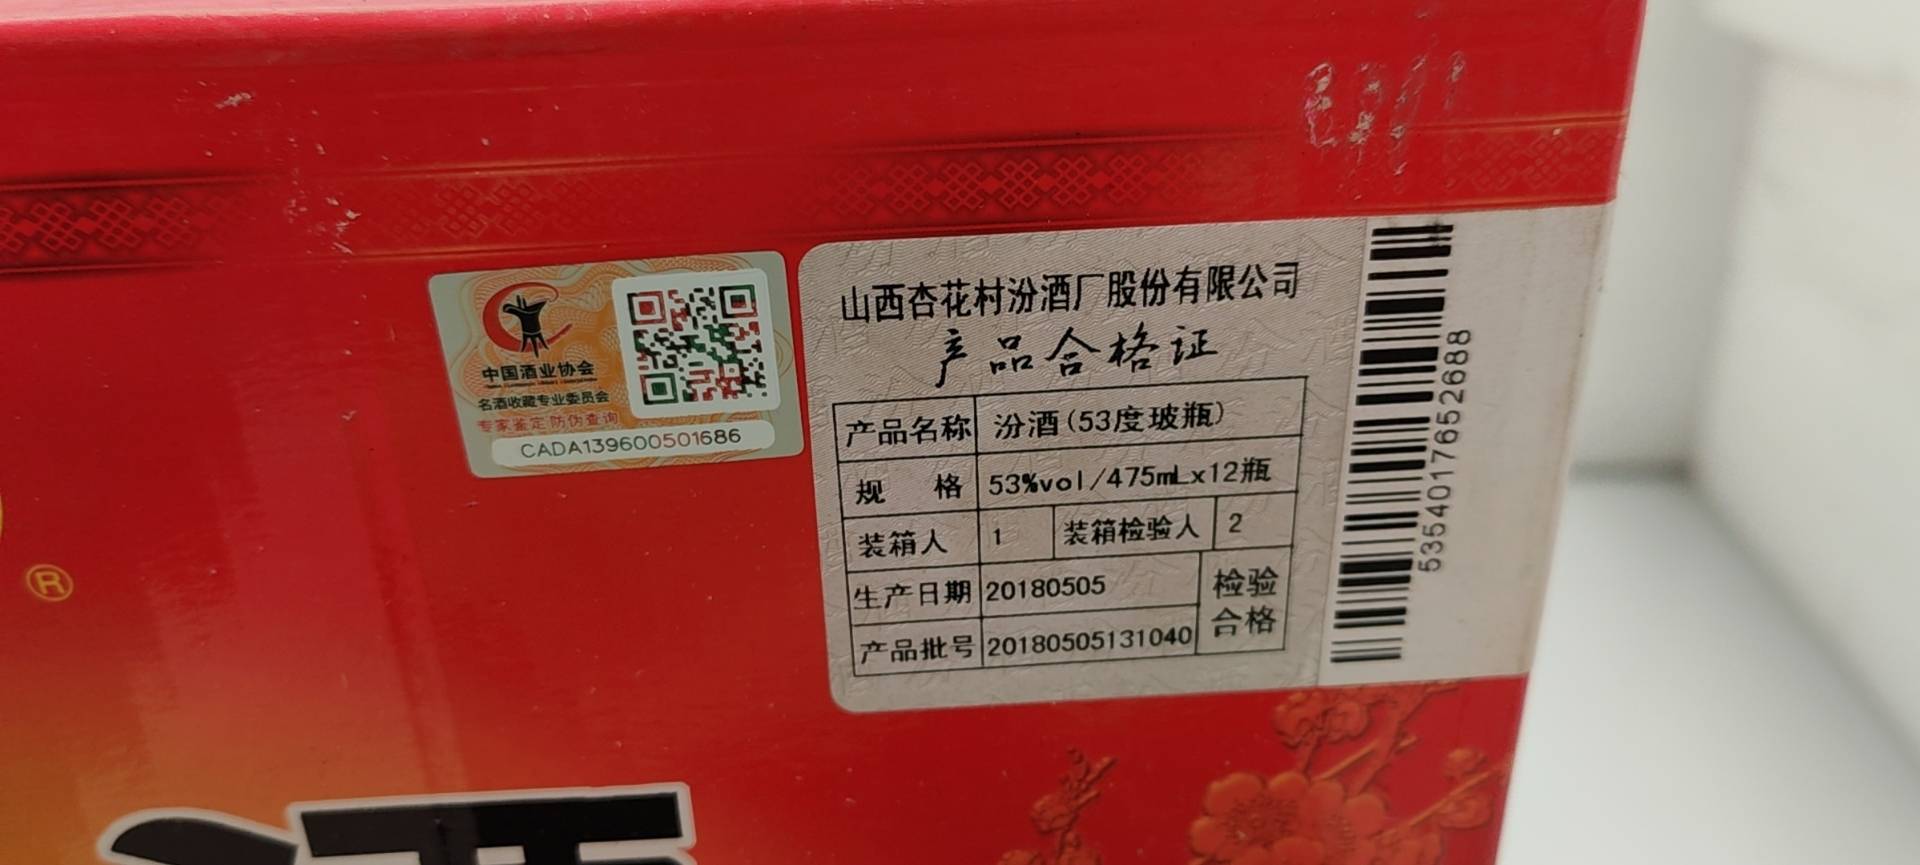 中国酒业协会
名酒收藏专业委员会
专家鉴定 防伪查询
CADA139600501686
山西杏花村汾酒厂股份有限公司
产品合格证
产品名称 汾酒(53度玻瓶)
规 格 53%vol/475mLx12瓶
装箱人 1 装箱检验人 2
生产日期 20180505 检验
产品批号 20180505131040 合格
5354017652688
®